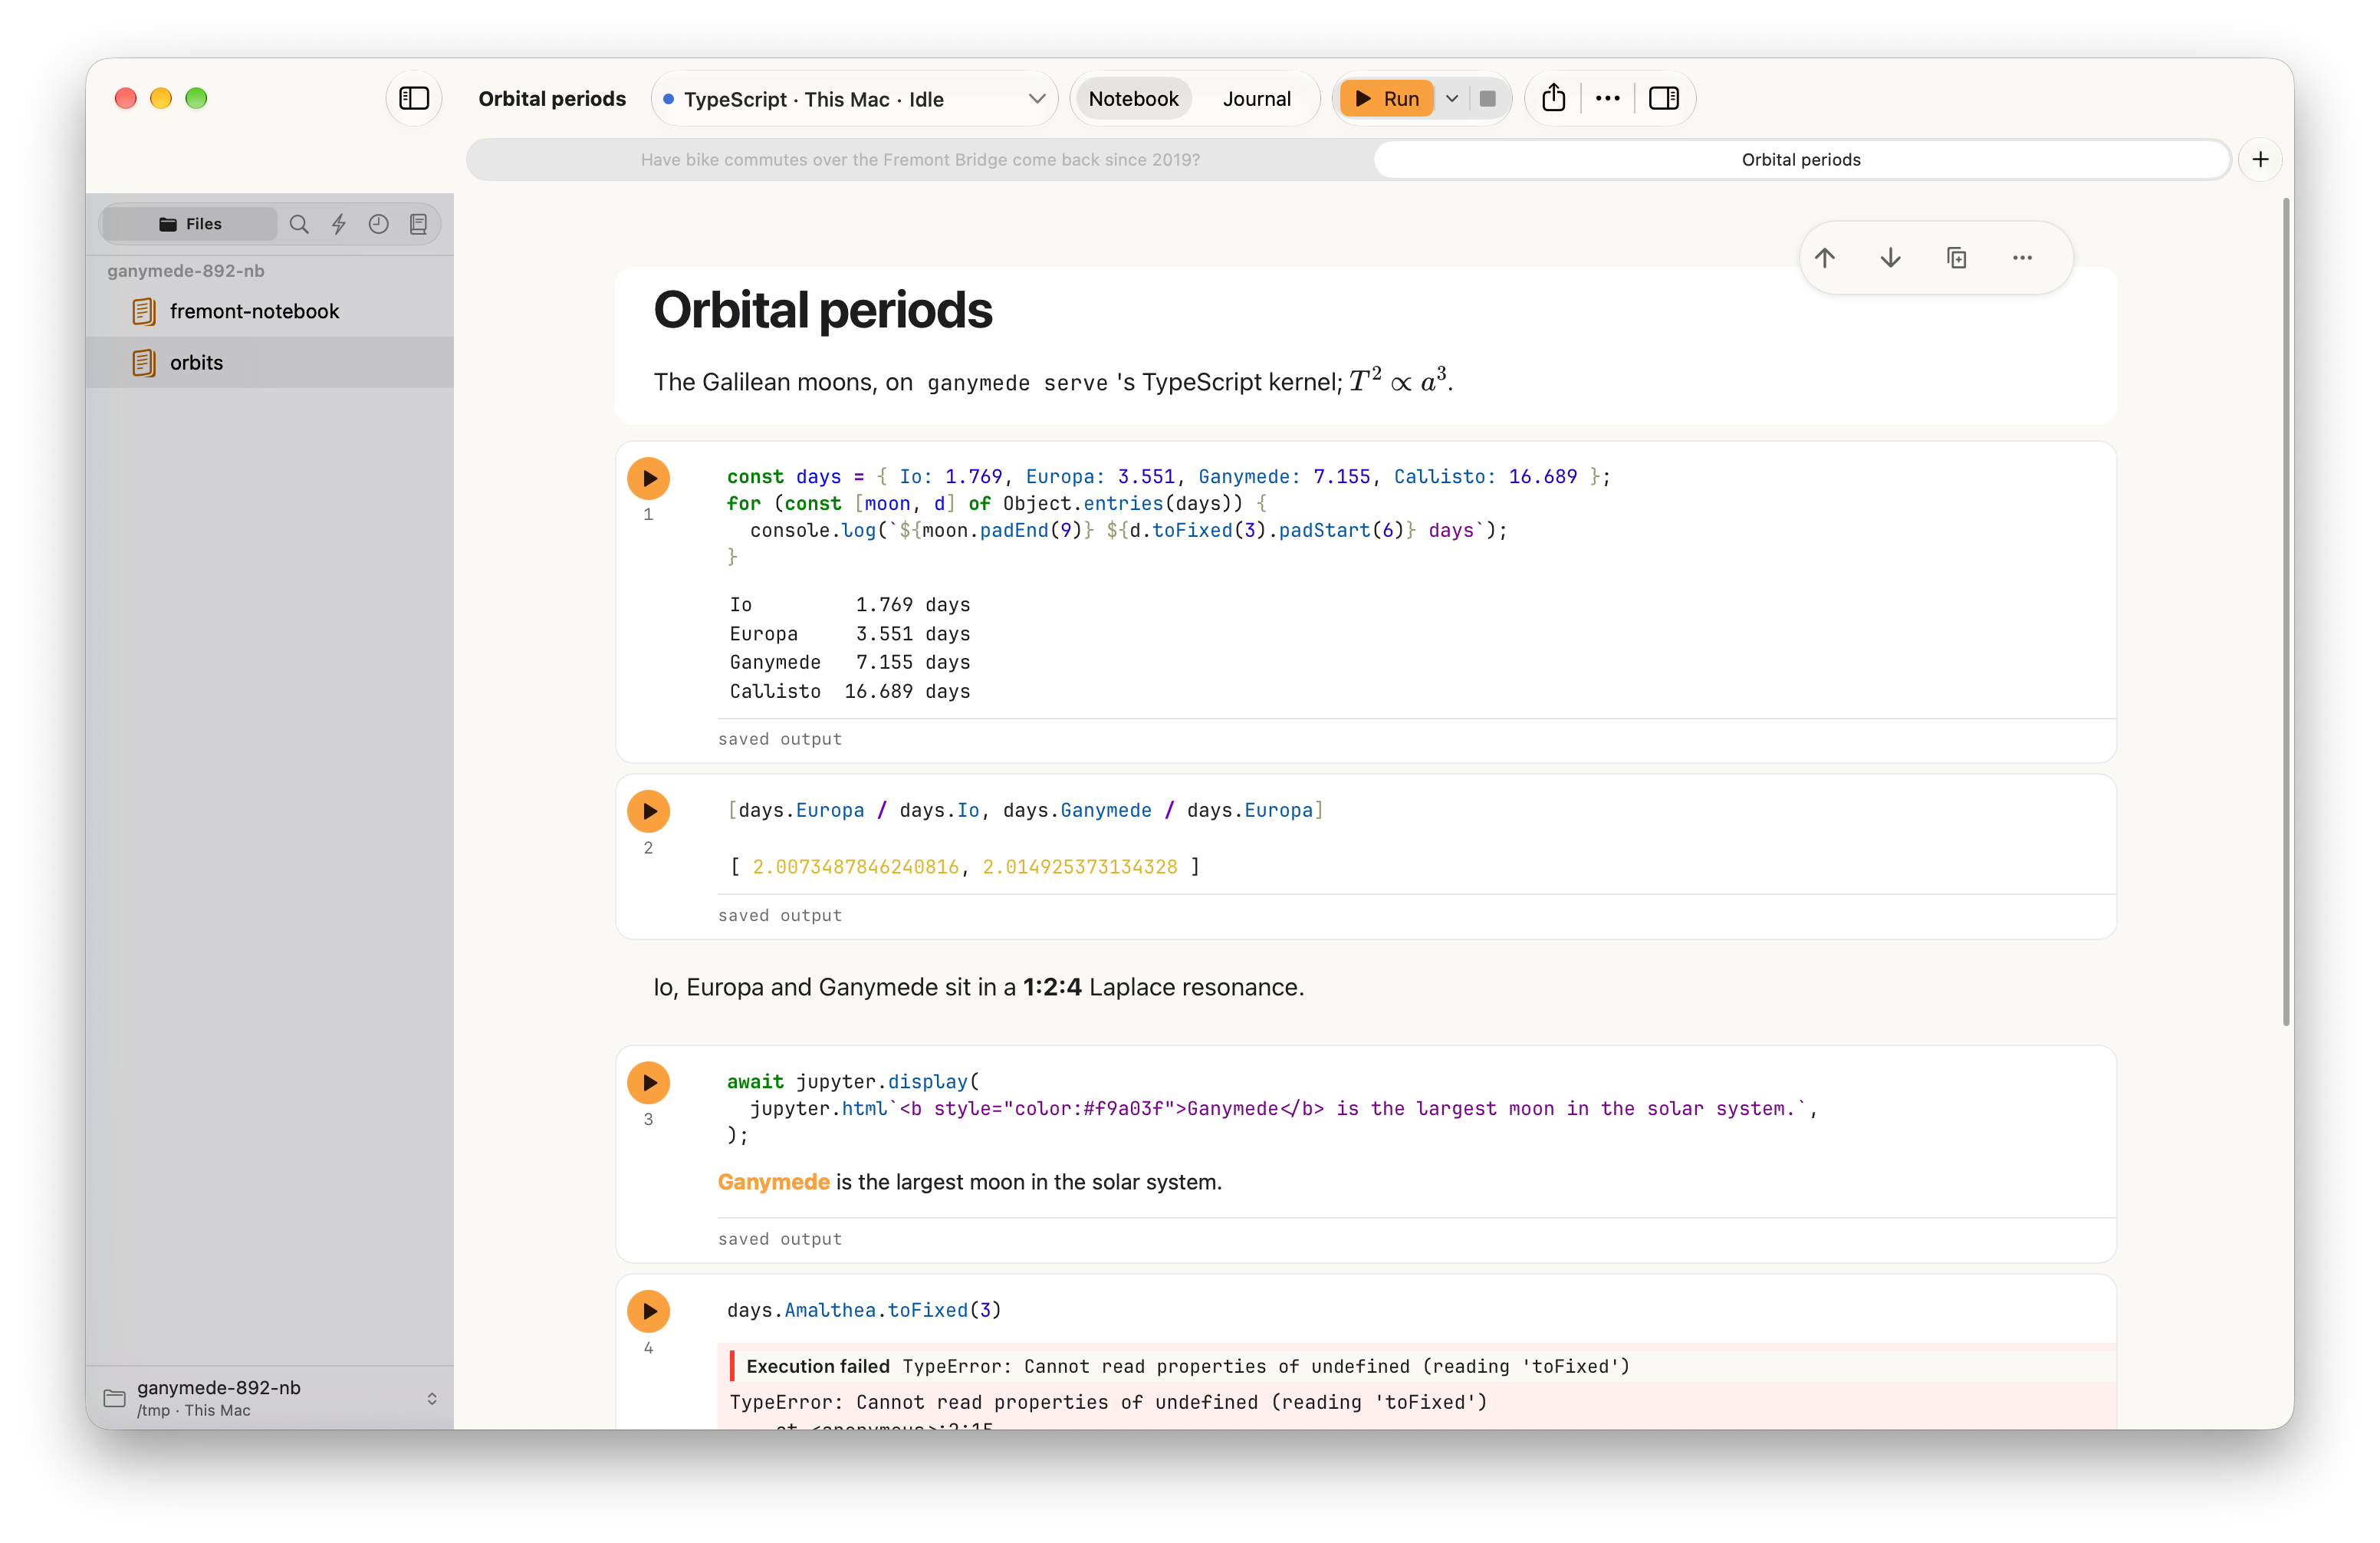 Orbital periods
TypeScript · This Mac · Idle
Notebook
Journal
Run
Have bike commutes over the Fremont Bridge come back since 2019?
Orbital periods
Files
ganymede-892-nb
fremont-notebook
orbits
Orbital periods
The Galilean moons, on ganymede serve 's TypeScript kernel; T² ∝ a³.
1
const days = { Io: 1.769, Europa: 3.551, Ganymede: 7.155, Callisto: 16.689 };
for (const [moon, d] of Object.entries(days)) {
  console.log(`${moon.padEnd(9)} ${d.toFixed(3).padStart(6)} days`);
}
Io         1.769 days
Europa     3.551 days
Ganymede   7.155 days
Callisto  16.689 days
saved output
2
[days.Europa / days.Io, days.Ganymede / days.Europa]
[ 2.0073487846240816, 2.014925373134328 ]
saved output
Io, Europa and Ganymede sit in a 1:2:4 Laplace resonance.
3
await jupyter.display(
  jupyter.html`<b style="color:#f9a03f">Ganymede</b> is the largest moon in the solar system.`,
);
Ganymede is the largest moon in the solar system.
saved output
4
days.Amalthea.toFixed(3)
Execution failed TypeError: Cannot read properties of undefined (reading 'toFixed')
TypeError: Cannot read properties of undefined (reading 'toFixed')
    at <anonymous>:2:15
ganymede-892-nb
/tmp · This Mac